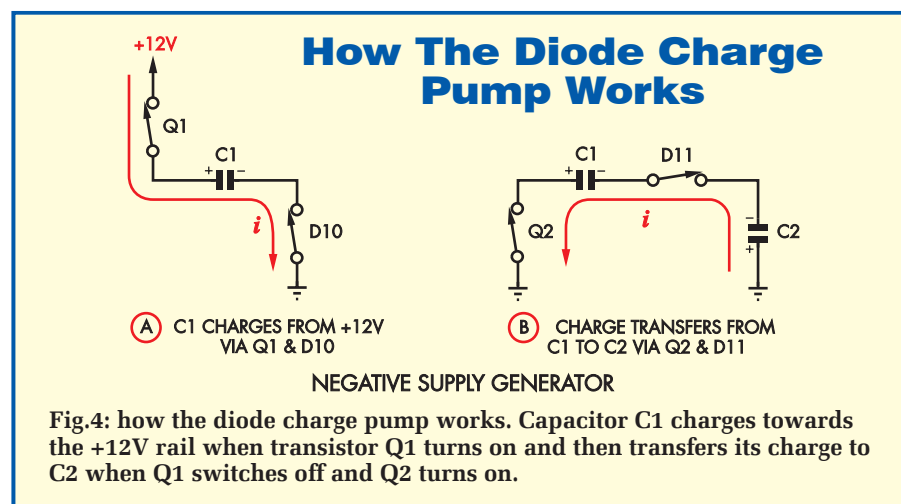 How The Diode Charge
Pump Works
+12V
Q1
C1
+ −
i
D10
A C1 CHARGES FROM +12V
VIA Q1 & D10
C1
+ −
D11
Q2
i
−
+
C2
B CHARGE TRANSFERS FROM
C1 TO C2 VIA Q2 & D11
NEGATIVE SUPPLY GENERATOR
Fig.4: how the diode charge pump works. Capacitor C1 charges towards
the +12V rail when transistor Q1 turns on and then transfers its charge to
C2 when Q1 switches off and Q2 turns on.